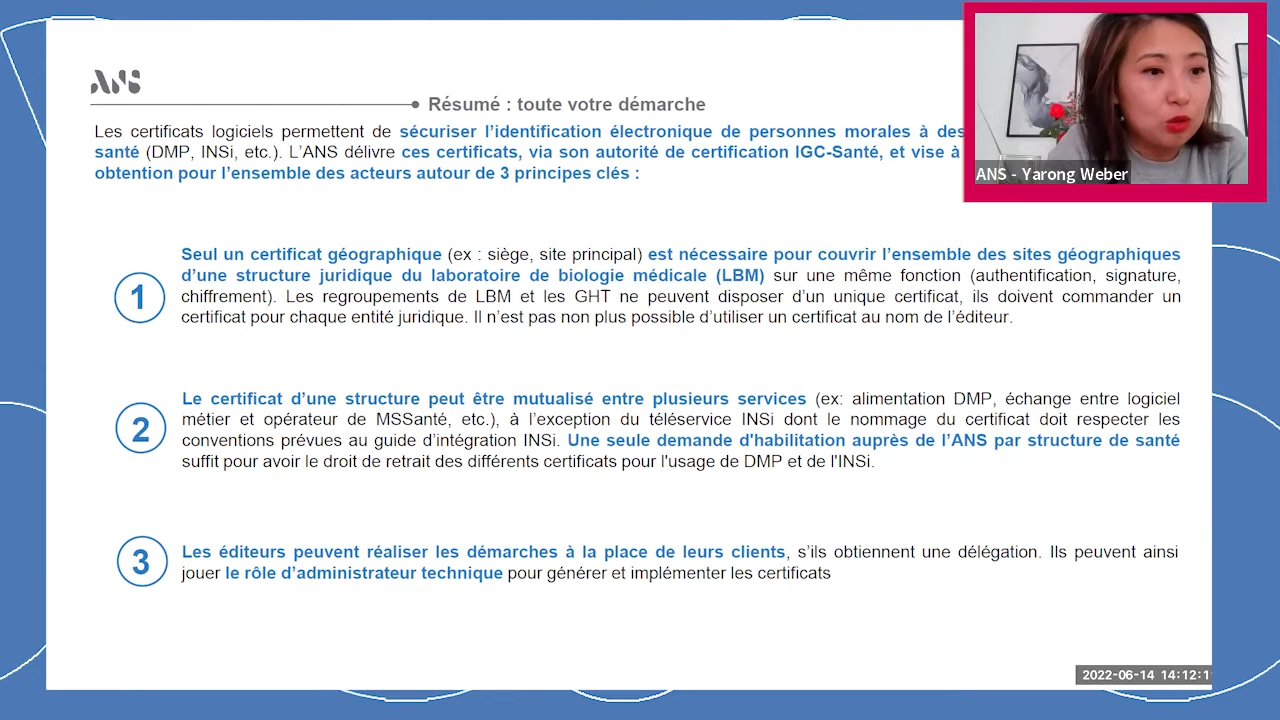 ANS
Résumé : toute votre démarche
Les certificats logiciels permettent de sécuriser l'identification électronique de personnes morales à des
santé (DMP, INSi, etc.). L'ANS délivre ces certificats, via son autorité de certification IGC-Santé, et vise à
obtention pour l'ensemble des acteurs autour de 3 principes clés :
ANS - Yarong Weber
1
Seul un certificat géographique (ex : siège, site principal) est nécessaire pour couvrir l'ensemble des sites géographiques
d'une structure juridique du laboratoire de biologie médicale (LBM) sur une même fonction (authentification, signature,
chiffrement). Les regroupements de LBM et les GHT ne peuvent disposer d'un unique certificat, ils doivent commander un
certificat pour chaque entité juridique. Il n'est pas non plus possible d'utiliser un certificat au nom de l'éditeur.
2
Le certificat d'une structure peut être mutualisé entre plusieurs services (ex: alimentation DMP, échange entre logiciel
métier et opérateur de MSSanté, etc.), à l'exception du téléservice INSi dont le nommage du certificat doit respecter les
conventions prévues au guide d'intégration INSi. Une seule demande d'habilitation auprès de l'ANS par structure de santé
suffit pour avoir le droit de retrait des différents certificats pour l'usage de DMP et de l'INSi.
3
Les éditeurs peuvent réaliser les démarches à la place de leurs clients, s'ils obtiennent une délégation. Ils peuvent ainsi
jouer le rôle d'administrateur technique pour générer et implémenter les certificats
2022-06-14 14:12:1